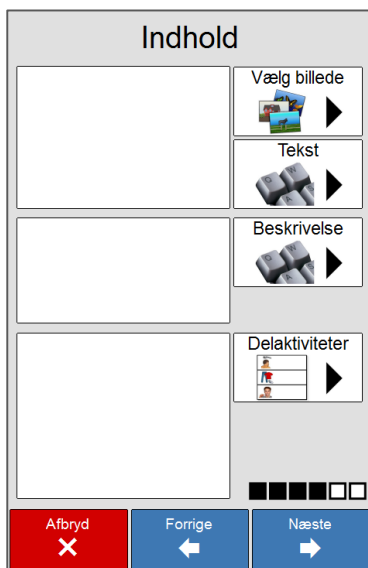 Indhold
Vælg billede
Tekst
Beskrivelse
Delaktiviteter
Afbryd
Forrige
Næste